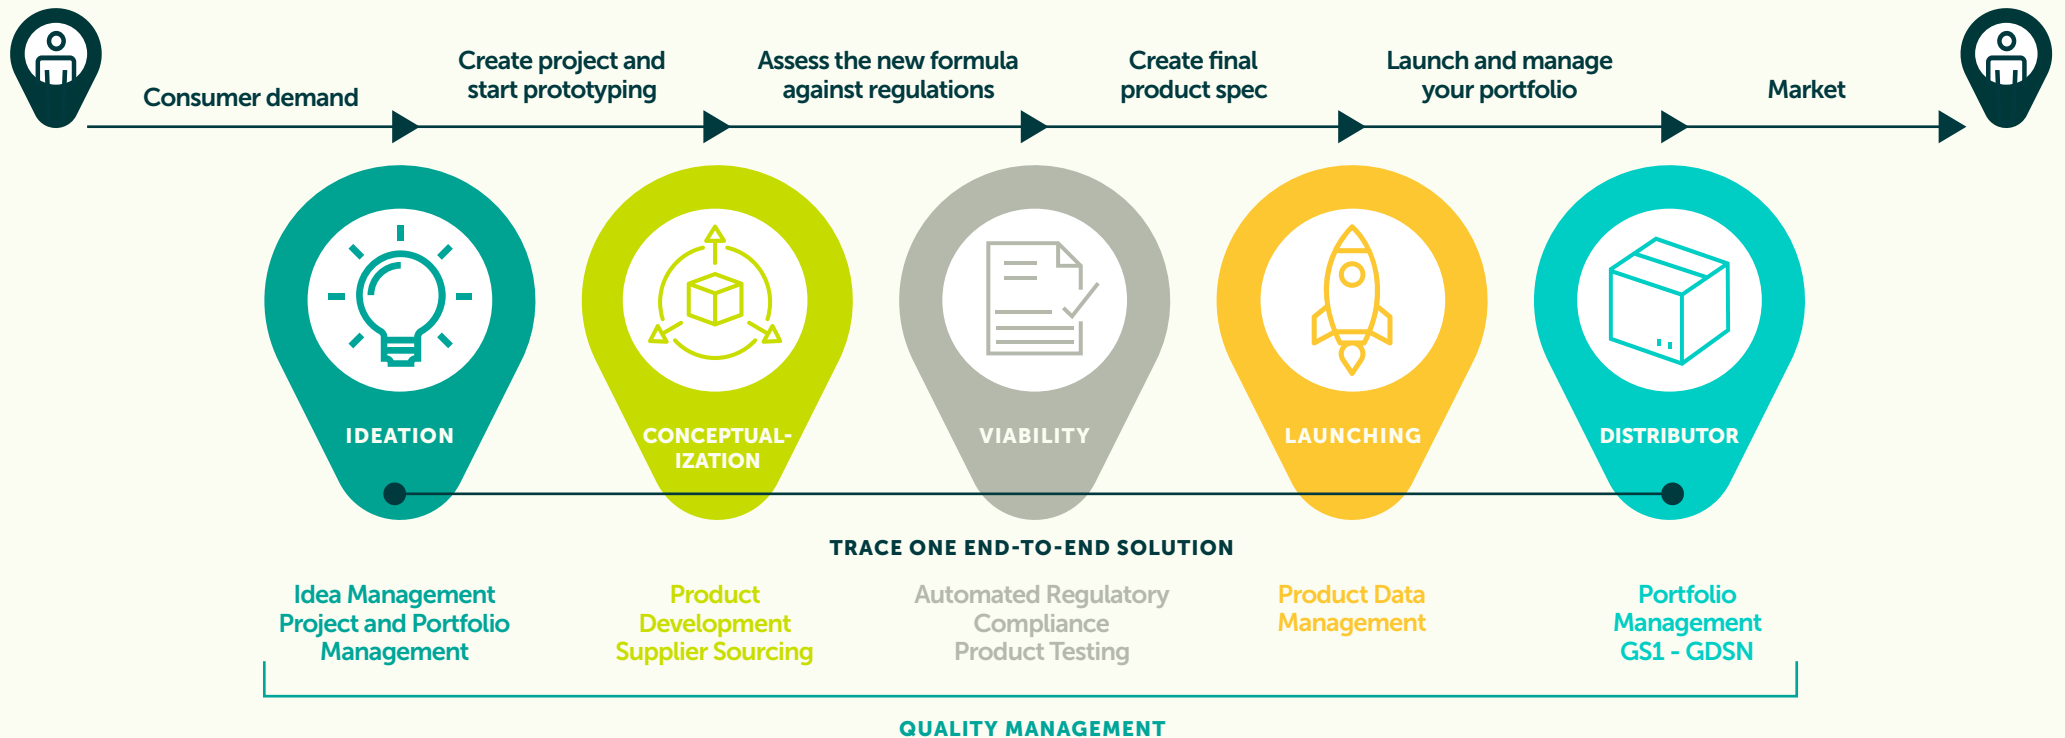 Consumer demand
Create project and
start prototyping
Assess the new formula
against regulations
Create final
product spec
Launch and manage
your portfolio
Market
IDEATION
CONCEPTUAL-
IZATION
VIABILITY
LAUNCHING
DISTRIBUTOR
TRACE ONE END-TO-END SOLUTION
Idea Management
Project and Portfolio
Management
Product
Development
Supplier Sourcing
Automated Regulatory
Compliance
Product Testing
Product Data
Management
Portfolio
Management
GS1 - GDSN
QUALITY MANAGEMENT